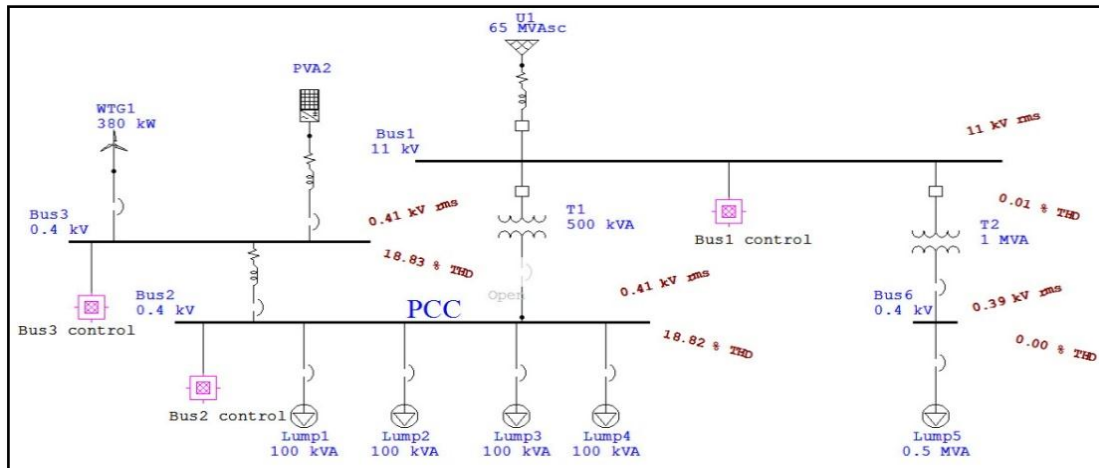 U1
65 MVAsc
PVA2
WTG1
380 kW
11 kV rms
Bus1
11 kV
0.41 kV rms
0.01 % THD
T1
500 kVA
Bus1 control
T2
1 MVA
Bus3
0.4 kV
18.83 % THD
0.41 kV rms
Open
Bus2
0.4 kV
PCC
Bus6
0.4 kV
0.39 kV rms
Bus3 control
18.82 % THD
0.00 % THD
Bus2 control
Lump1
100 kVA
Lump2
100 kVA
Lump3
100 kVA
Lump4
100 kVA
Lump5
0.5 MVA